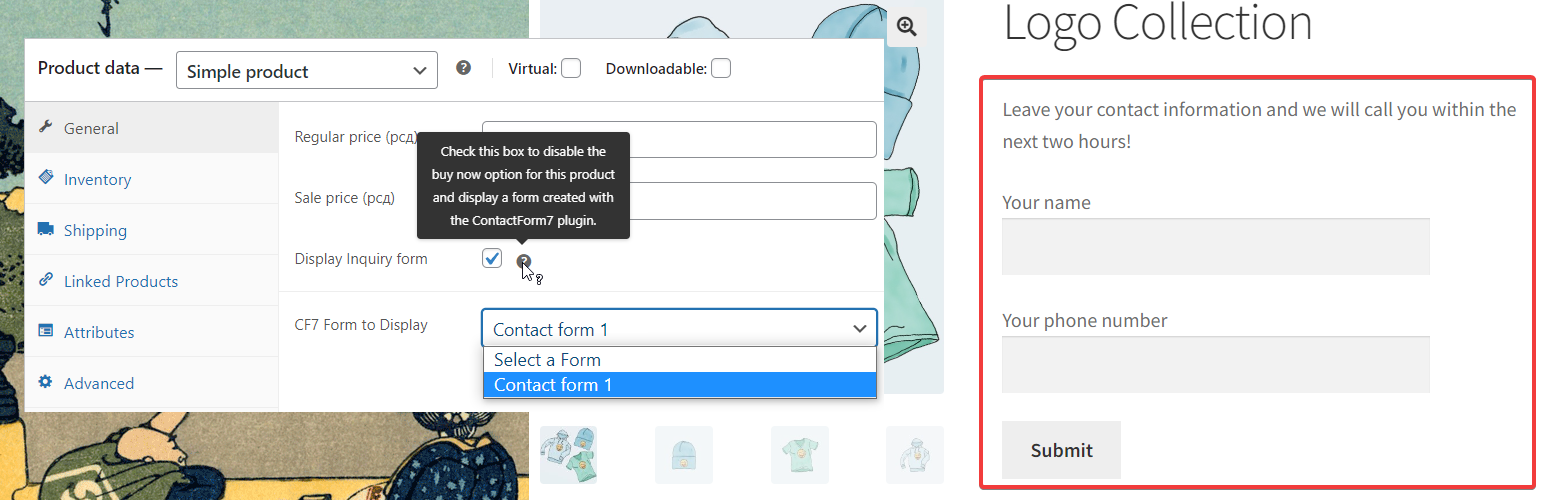 Product data —
Simple product
Virtual:
Downloadable:
General
Inventory
Shipping
Linked Products
Attributes
Advanced
Regular price (рсд)
Sale price (рсд)
Check this box to disable the
buy now option for this product
and display a form created with
the ContactForm7 plugin.
Display Inquiry form
CF7 Form to Display
Contact form 1
Select a Form
Contact form 1
Logo Collection
Leave your contact information and we will call you within the
next two hours!
Your name
Your phone number
Submit